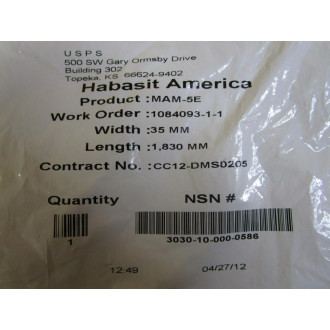 U S P S
500 SW Gary Ormsby Drive
Building 302
Topeka, KS 66624-9402
Habasit America
Product : MAM-5E
Work Order : 1084093-1-1
Width : 35 MM
Length : 1,830 MM
Contract No. : CC12-DMS0205
Quantity NSN #
1 3030-10-000-0586
12:49 04/27/12